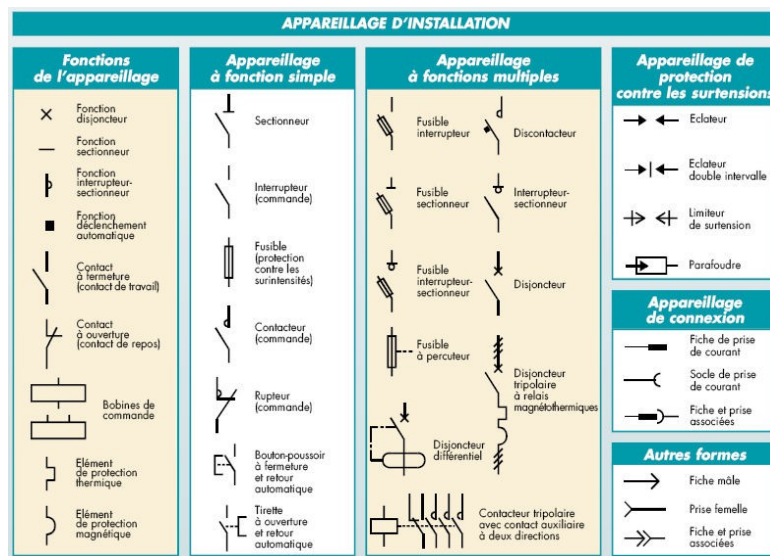 APPAREILLAGE D'INSTALLATION
Fonctions
de l'appareillage
Fonction
disjoncteur
Fonction
sectionneur
Fonction
interrupteur-
sectionneur
Fonction
déclenchement
automatique
Contact
à fermeture
(contact de travail)
Contact
à ouverture
(contact de repos)
Bobines de
commande
Elément
de protection
thermique
Elément
de protection
magnétique
Appareillage
à fonction simple
Sectionneur
Interrupteur
(commande)
Fusible
(protection
contre les
surintensités)
Contacteur
(commande)
Rupteur
(commande)
Bouton-poussoir
à fermeture
et retour
automatique
Tirette
à ouverture
et retour
automatique
Appareillage
à fonctions multiples
Fusible
interrupteur
Discontacteur
Fusible
sectionneur
Interrupteur-
sectionneur
Fusible
interrupteur-
sectionneur
Disjoncteur
Fusible
à percuteur
Disjoncteur
tripolaire
à relais
magnétothermiques
Disjoncteur
différentiel
Contacteur tripolaire
avec contact auxiliaire
à deux directions
Appareillage de
protection
contre les surtensions
Eclateur
Eclateur
double intervalle
Limiteur
de surtension
Parafoudre
Appareillage
de connexion
Fiche de prise
de courant
Socle de prise
de courant
Fiche et prise
associées
Autres formes
Fiche mâle
Prise femelle
Fiche et prise
associées